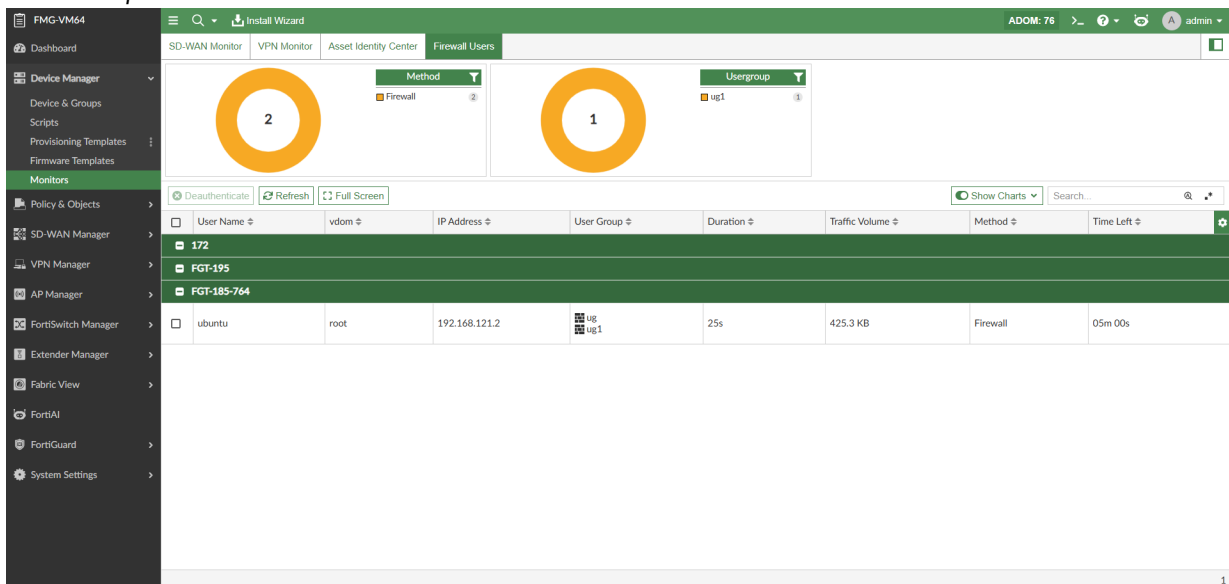 FMG-VM64
Install Wizard
ADOM: 76
>_
A admin
Dashboard
SD-WAN Monitor
VPN Monitor
Asset Identity Center
Firewall Users
Device Manager
Device & Groups
Scripts
Provisioning Templates
Firmware Templates
Monitors
Policy & Objects
SD-WAN Manager
VPN Manager
AP Manager
FortiSwitch Manager
Extender Manager
Fabric View
FortiAI
FortiGuard
System Settings
2
Method
Firewall 2
1
Usergroup
ug1 1
Deauthenticate
Refresh
Full Screen
Show Charts
Search...
User Name vdom IP Address User Group Duration Traffic Volume Method Time Left
172
FGT-195
FGT-185-764
ubuntu root 192.168.121.2 ug 25s 425.3 KB Firewall 05m 00s
ug1
1